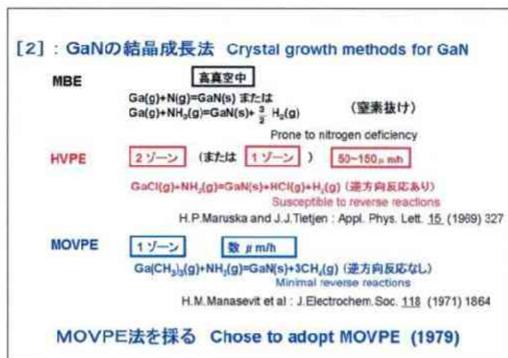 [2] : GaNの結晶成長法 Crystal growth methods for GaN
MBE 高真空中
Ga(g)+N(g)=GaN(s) または
Ga(g)+NH₃(g)=GaN(s)+ 3/2 H₂(g) (窒素抜け)
Prone to nitrogen deficiency
HVPE 2 ゾーン (または 1 ゾーン ) 50~150μm/h
GaCl(g)+NH₃(g)=GaN(s)+HCl(g)+H₂(g) (逆方向反応あり)
Susceptible to reverse reactions
H.P.Maruska and J.J.Tietjen : Appl. Phys. Lett. 15 (1969) 327
MOVPE 1 ゾーン 数 μm/h
Ga(CH₃)₃(g)+NH₃(g)=GaN(s)+3CH₄(g) (逆方向反応なし)
Minimal reverse reactions
H.M.Manasevit et al : J.Electrochem.Soc. 118 (1971) 1864
MOVPE法を採る Chose to adopt MOVPE (1979)